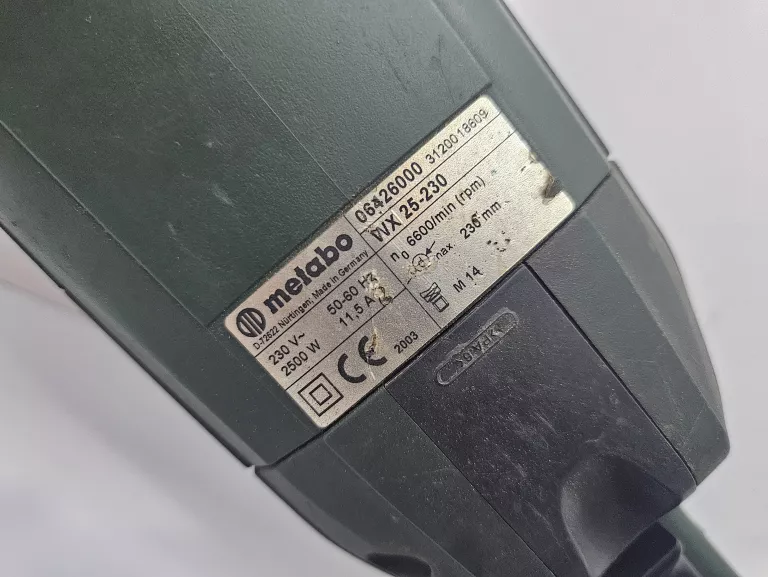 metabo
D-72622 Nürtingen, Made in Germany
230 V~ 50-60 Hz
2500 W 11,5 A
CE 2003
06426000 3120018609
WX 25-230
n₀ 6600/min (rpm)
max 230 mm
M 14
>PA6<